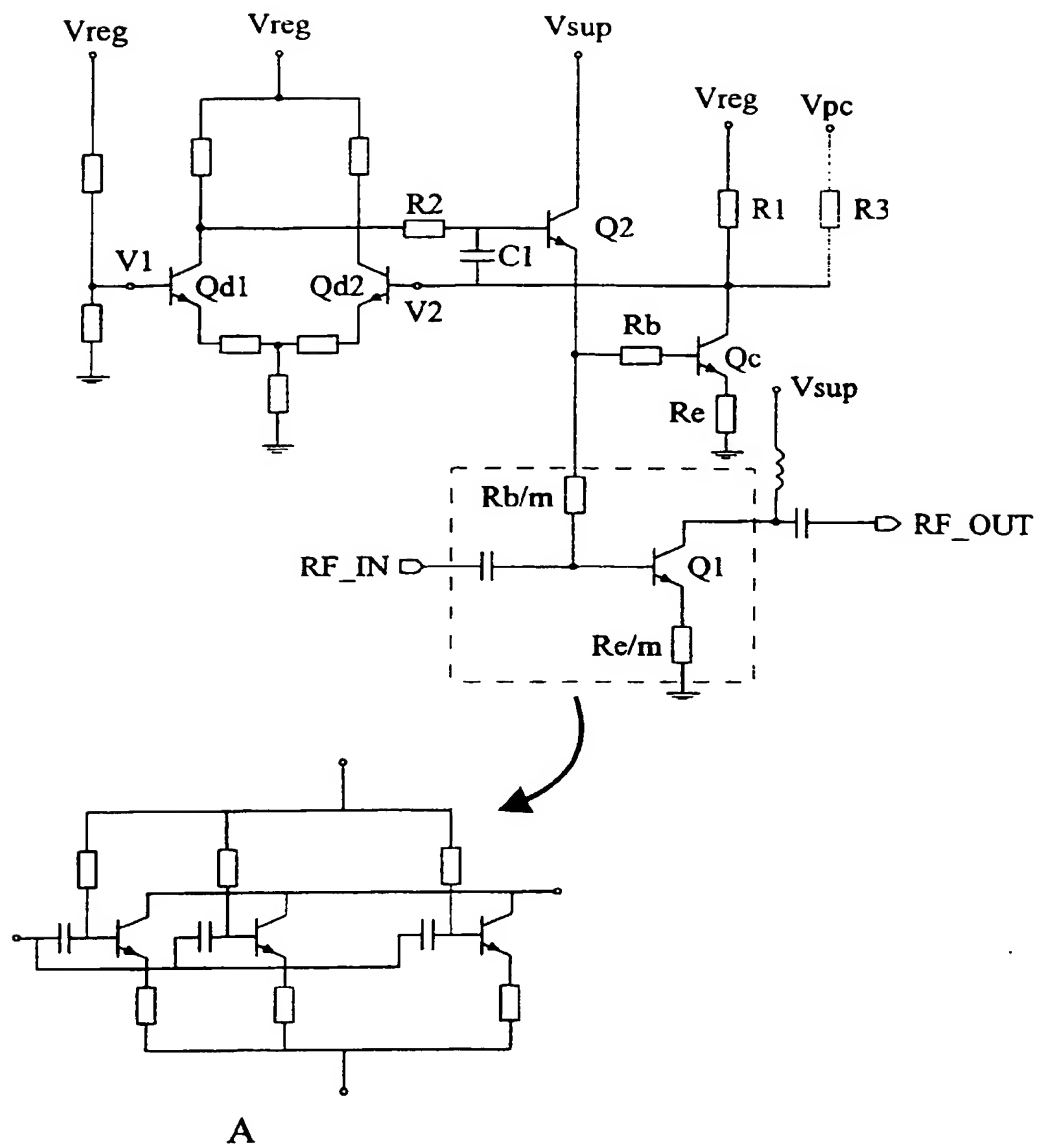 Vreg
Vreg
Vsup
Vreg
Vpc
R2
Q2
R1
R3
V1
Qd1
Qd2
V2
C1
Rb
Qc
Re
Vsup
Rb/m
RF_IN
Q1
RF_OUT
Re/m
A